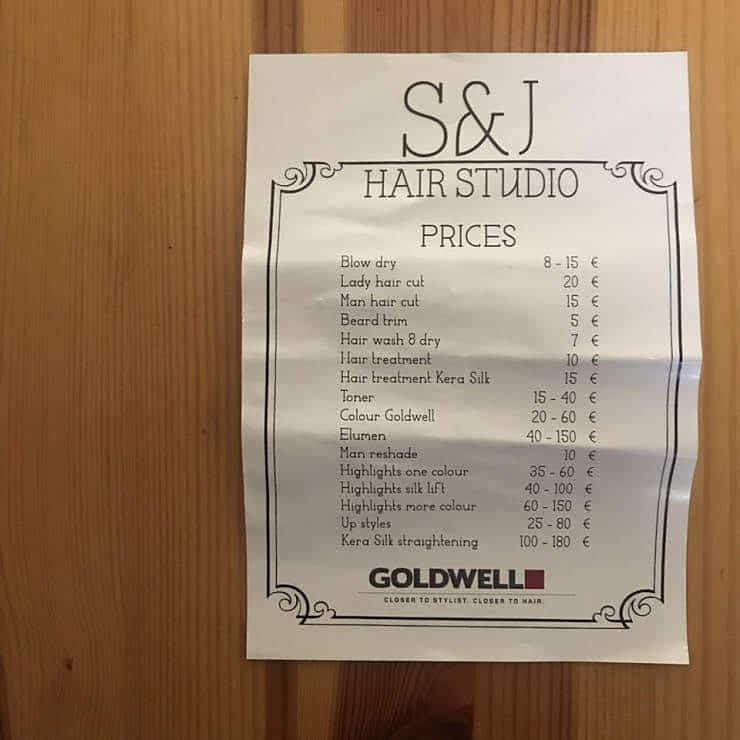 S&J
HAIR STUDIO
PRICES
Blow dry 8 - 15 €
Lady hair cut 20 €
Man hair cut 15 €
Beard trim 5 €
Hair wash & dry 7 €
Hair treatment 10 €
Hair treatment Kera Silk 15 €
Toner 15 - 40 €
Colour Goldwell 20 - 60 €
Elumen 40 - 150 €
Man reshade 10 €
Highlights one colour 35 - 60 €
Highlights silk lift 40 - 100 €
Highlights more colour 60 - 150 €
Up styles 25 - 80 €
Kera Silk straightening 100 - 180 €
GOLDWELL
CLOSER TO STYLIST. CLOSER TO HAIR.